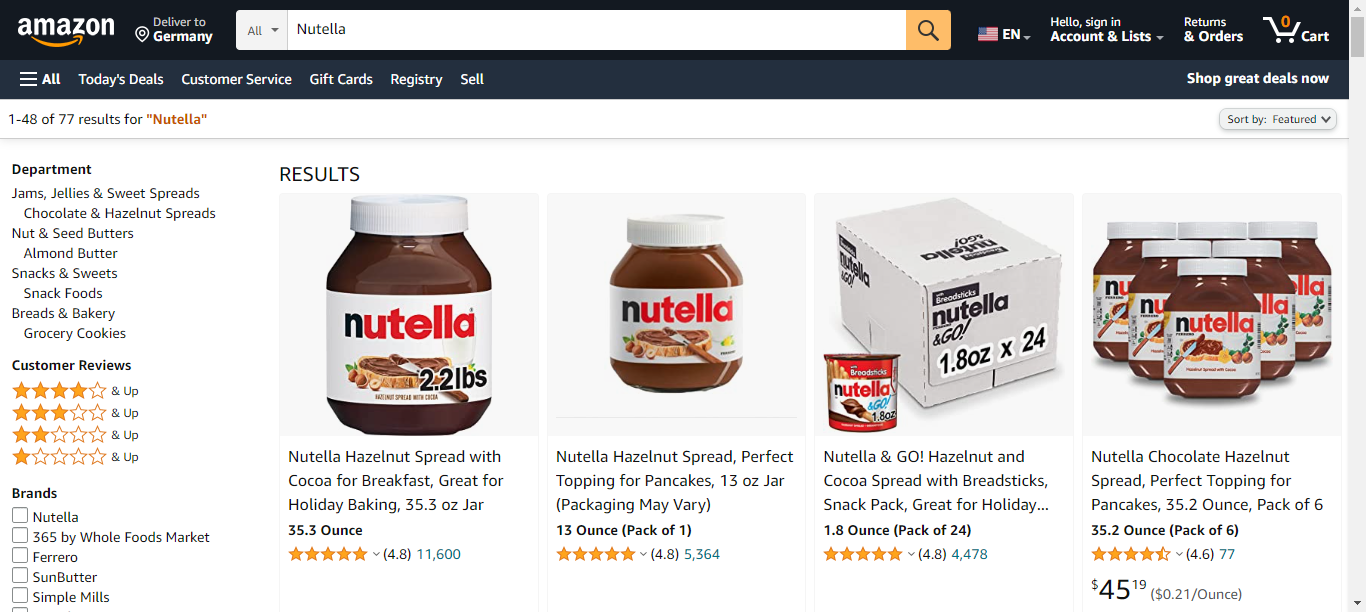 amazon
Deliver to
Germany
All
Nutella
EN
Hello, sign in
Account & Lists
Returns
& Orders
0
Cart
All
Today's Deals
Customer Service
Gift Cards
Registry
Sell
Shop great deals now
1-48 of 77 results for "Nutella"
Sort by: Featured
Department
Jams, Jellies & Sweet Spreads
Chocolate & Hazelnut Spreads
Nut & Seed Butters
Almond Butter
Snacks & Sweets
Snack Foods
Breads & Bakery
Grocery Cookies
Customer Reviews
& Up
& Up
& Up
& Up
Brands
Nutella
365 by Whole Foods Market
Ferrero
SunButter
Simple Mills
RESULTS
nutella
2.2lbs
HAZELNUT SPREAD WITH COCOA
Nutella Hazelnut Spread with
Cocoa for Breakfast, Great for
Holiday Baking, 35.3 oz Jar
35.3 Ounce
(4.8) 11,600
nutella
Nutella Hazelnut Spread, Perfect
Topping for Pancakes, 13 oz Jar
(Packaging May Vary)
13 Ounce (Pack of 1)
(4.8) 5,364
nutella
&GO!
nutella
&GO!
Breadsticks
nutella
&GO!
1.8oz x 24
Breadsticks
nutella
&GO!
1.8oz
Nutella & GO! Hazelnut and
Cocoa Spread with Breadsticks,
Snack Pack, Great for Holiday...
1.8 Ounce (Pack of 24)
(4.8) 4,478
nutella
Hazelnut Spread with Cocoa
Nutella Chocolate Hazelnut
Spread, Perfect Topping for
Pancakes, 35.2 Ounce, Pack of 6
35.2 Ounce (Pack of 6)
(4.6) 77
$45 19 ($0.21/Ounce)